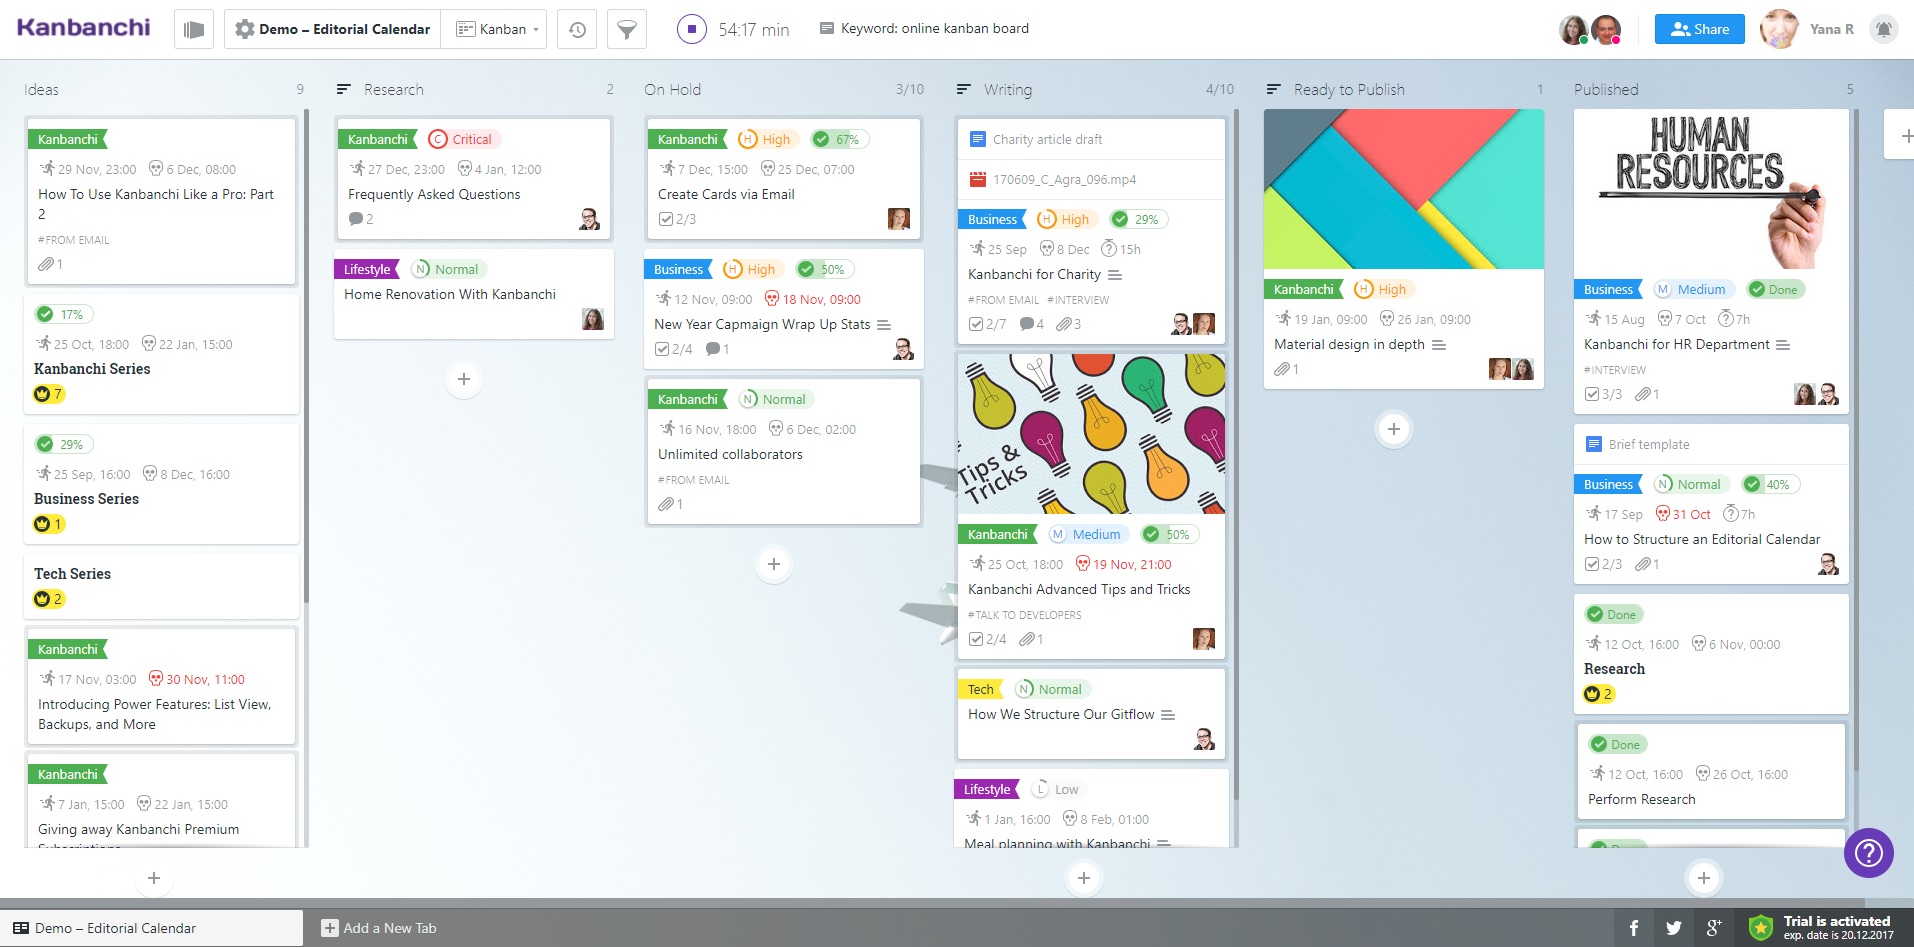 Kanbanchi
Demo – Editorial Calendar
Kanban
54:17 min
Keyword: online kanban board
Share
Yana R
Ideas 9
Kanbanchi
29 Nov, 23:00 6 Dec, 08:00
How To Use Kanbanchi Like a Pro: Part
2
#FROM EMAIL
1
17%
25 Oct, 18:00 22 Jan, 15:00
Kanbanchi Series
7
29%
25 Sep, 16:00 8 Dec, 16:00
Business Series
1
Tech Series
2
Kanbanchi
17 Nov, 03:00 30 Nov, 11:00
Introducing Power Features: List View,
Backups, and More
Kanbanchi
7 Jan, 15:00 22 Jan, 15:00
Giving away Kanbanchi Premium
Subscriptions
Research 2
Kanbanchi C Critical
27 Dec, 23:00 4 Jan, 12:00
Frequently Asked Questions
2
Lifestyle N Normal
Home Renovation With Kanbanchi
On Hold 3/10
Kanbanchi H High 67%
7 Dec, 15:00 25 Dec, 07:00
Create Cards via Email
2/3
Business H High 50%
12 Nov, 09:00 18 Nov, 09:00
New Year Capmaign Wrap Up Stats
2/4 1
Kanbanchi N Normal
16 Nov, 18:00 6 Dec, 02:00
Unlimited collaborators
#FROM EMAIL
1
Writing 4/10
Charity article draft
170609_C_Agra_096.mp4
Business H High 29%
25 Sep 8 Dec 15h
Kanbanchi for Charity
#FROM EMAIL #INTERVIEW
2/7 4 3
Tips &
Tricks
Kanbanchi M Medium 50%
25 Oct, 18:00 19 Nov, 21:00
Kanbanchi Advanced Tips and Tricks
#TALK TO DEVELOPERS
2/4 1
Tech N Normal
How We Structure Our Gitflow
Lifestyle L Low
1 Jan, 16:00 8 Feb, 01:00
Meal planning with Kanbanchi
Ready to Publish 1
Kanbanchi H High
19 Jan, 09:00 26 Jan, 09:00
Material design in depth
1
Published 5
HUMAN
RESOURCES
Business M Medium Done
15 Aug 7 Oct 7h
Kanbanchi for HR Department
#INTERVIEW
3/3 1
Brief template
Business N Normal 40%
17 Sep 31 Oct 7h
How to Structure an Editorial Calendar
2/3 1
Done
12 Oct, 16:00 6 Nov, 00:00
Research
2
Done
12 Oct, 16:00 26 Oct, 16:00
Perform Research
Demo – Editorial Calendar
Add a New Tab
Trial is activated
exp. date is 20.12.2017